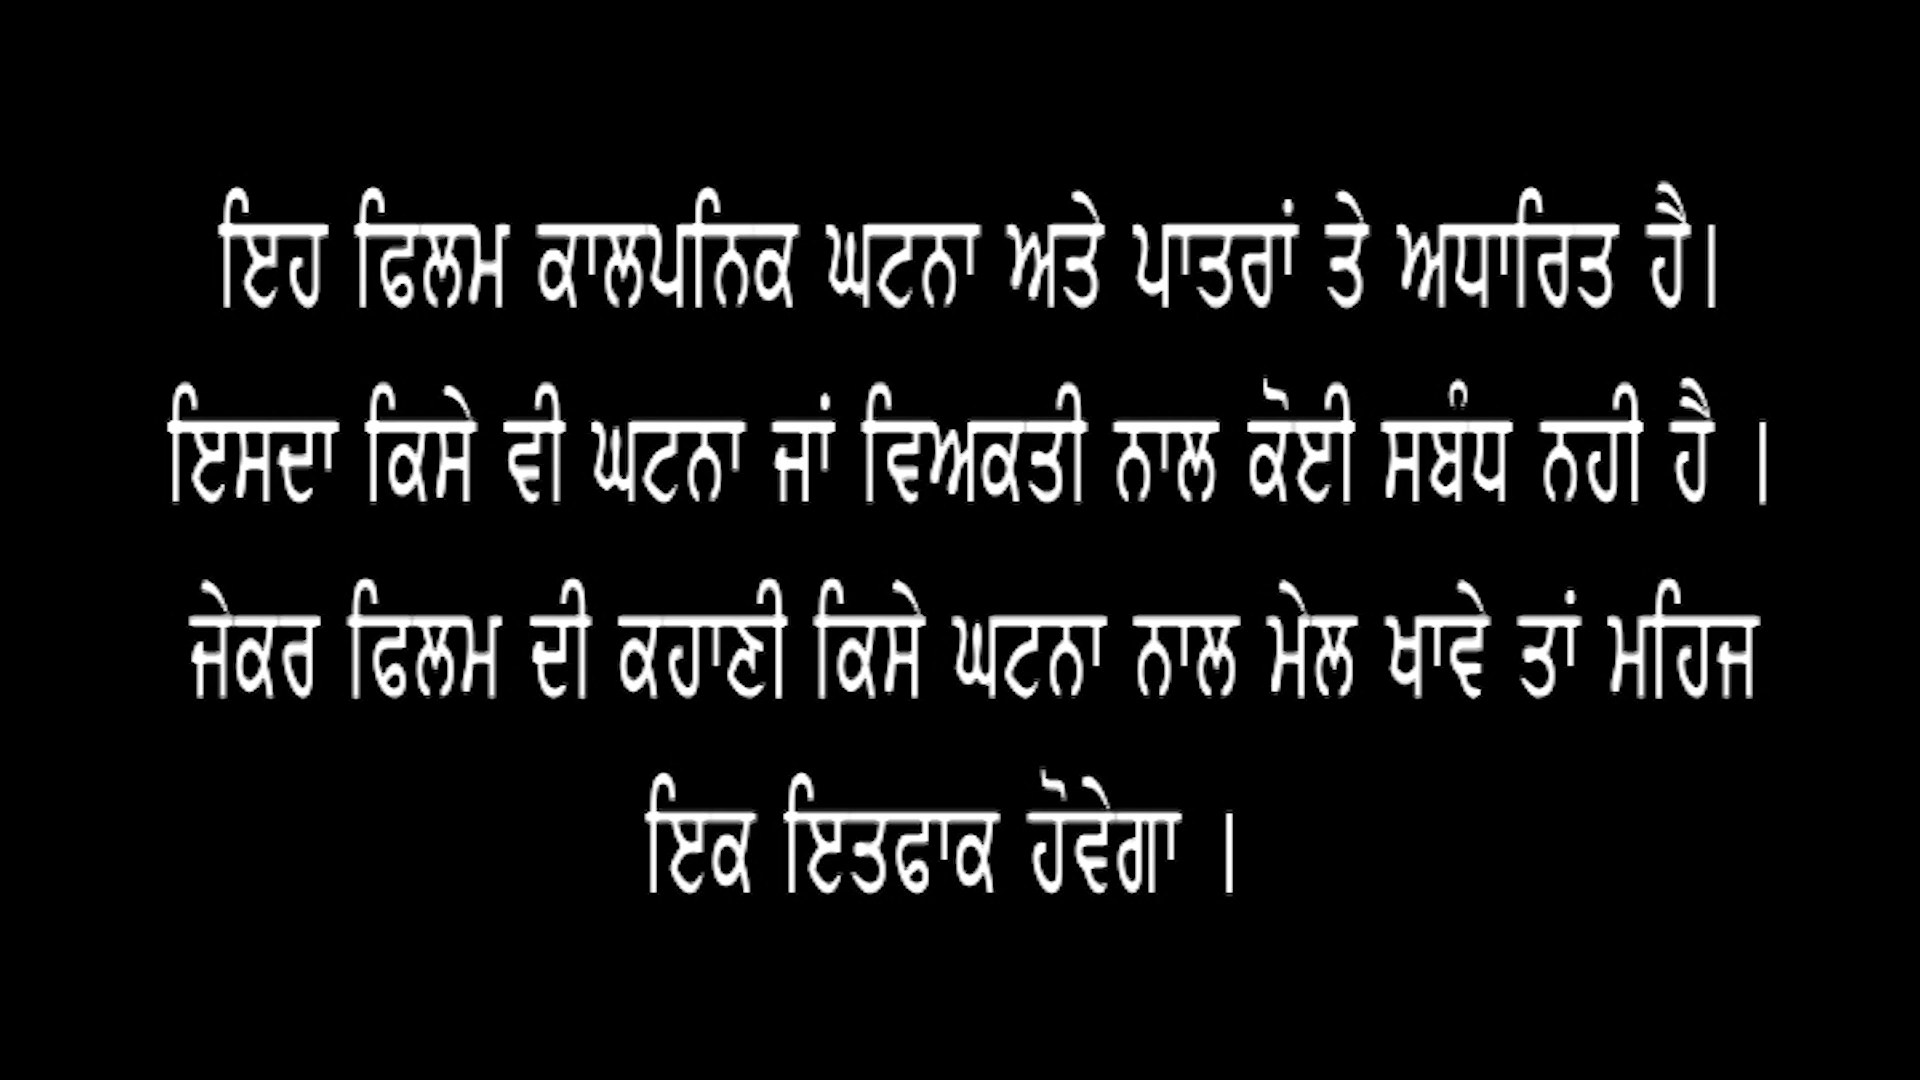 ਇਹ ਫਿਲਮ ਕਾਲਪਨਿਕ ਘਟਨਾ ਅਤੇ ਪਾਤਰਾਂ ਤੇ ਅਧਾਰਿਤ ਹੈ।
ਇਸਦਾ ਕਿਸੇ ਵੀ ਘਟਨਾ ਜਾਂ ਵਿਅਕਤੀ ਨਾਲ ਕੋਈ ਸਬੰਧ ਨਹੀ ਹੈ ।
ਜੇਕਰ ਫਿਲਮ ਦੀ ਕਹਾਣੀ ਕਿਸੇ ਘਟਨਾ ਨਾਲ ਮੇਲ ਖਾਵੇ ਤਾਂ ਮਹਿਜ
ਇਕ ਇਤਫਾਕ ਹੋਵੇਗਾ ।